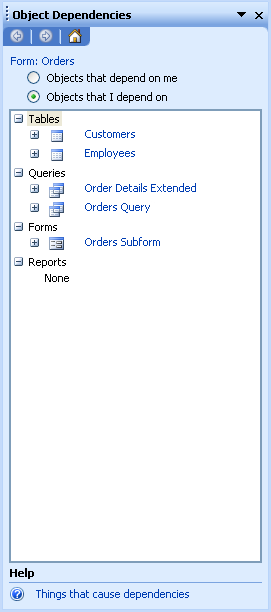 Object Dependencies
Form: Orders
Objects that depend on me
Objects that I depend on
Tables
Customers
Employees
Queries
Order Details Extended
Orders Query
Forms
Orders Subform
Reports
None
Help
Things that cause dependencies